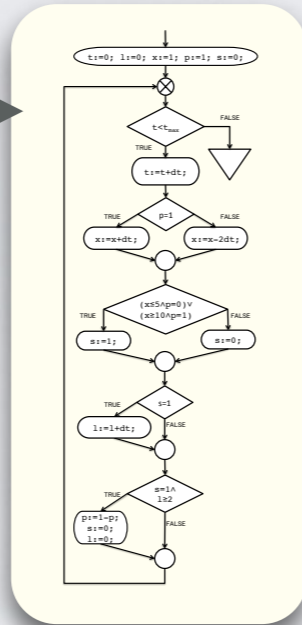 t:=0; l:=0; x:=1; p:=1; s:=0;
t<tmax
FALSE
TRUE
t:=t+dt;
p=1
TRUE
FALSE
x:=x+dt;
x:=x-2dt;
(x≤5∧p=0)∨
(x≥10∧p=1)
TRUE
FALSE
s:=1;
s:=0;
s=1
TRUE
FALSE
l:=l+dt;
s=1∧
l≥2
TRUE
FALSE
p:=1-p;
s:=0;
l:=0;